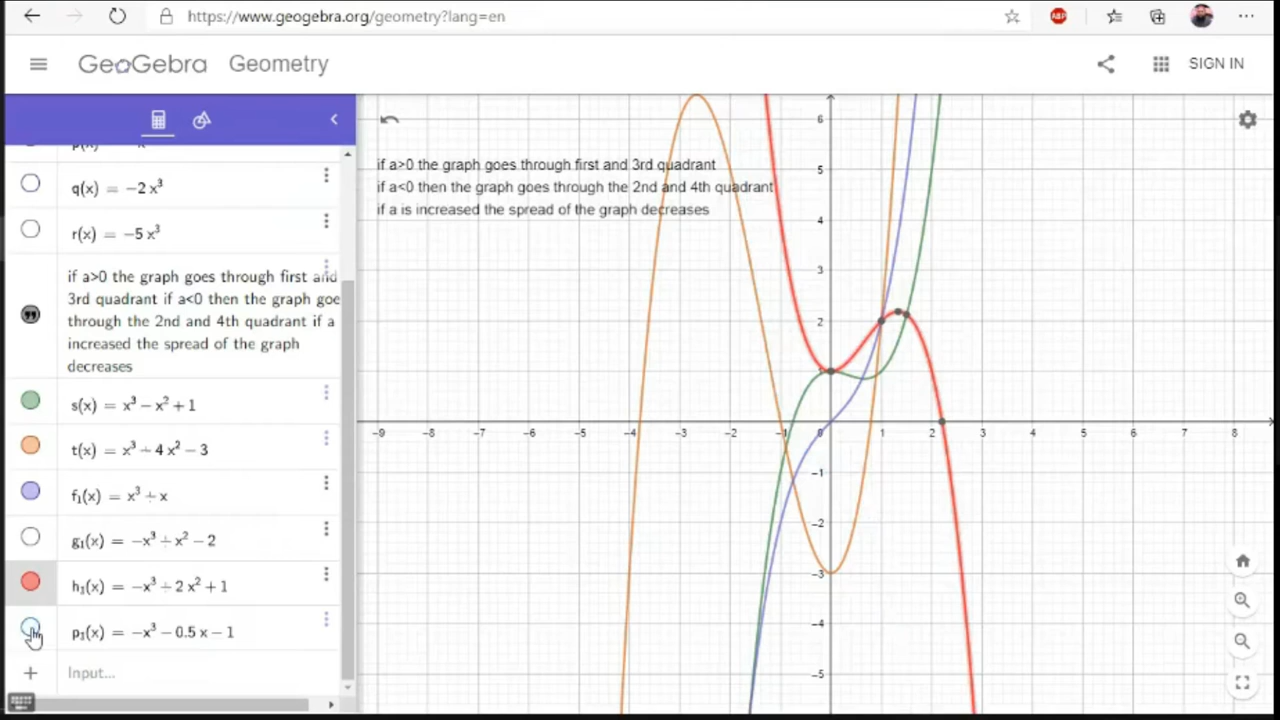 https://www.geogebra.org/geometry?lang=en
ABP
GeoGebra Geometry
SIGN IN
q(x) = −2 x³
r(x) = −5 x³
if a>0 the graph goes through first and
3rd quadrant if a<0 then the graph goe
through the 2nd and 4th quadrant if a
increased the spread of the graph
decreases
s(x) = x³ − x² + 1
t(x) = x³ + 4 x² − 3
f₁(x) = x³ + x
g₁(x) = −x³ + x² − 2
h₁(x) = −x³ + 2 x² + 1
p₁(x) = −x³ − 0.5 x − 1
Input...
if a>0 the graph goes through first and 3rd quadrant
if a<0 then the graph goes through the 2nd and 4th quadrant
if a is increased the spread of the graph decreases
6
5
4
3
2
−9 −8 −7 −6 −5 −4 −3 −2 −1 0 1 2 3 4 5 6 7 8
−1
−2
−3
−4
−5